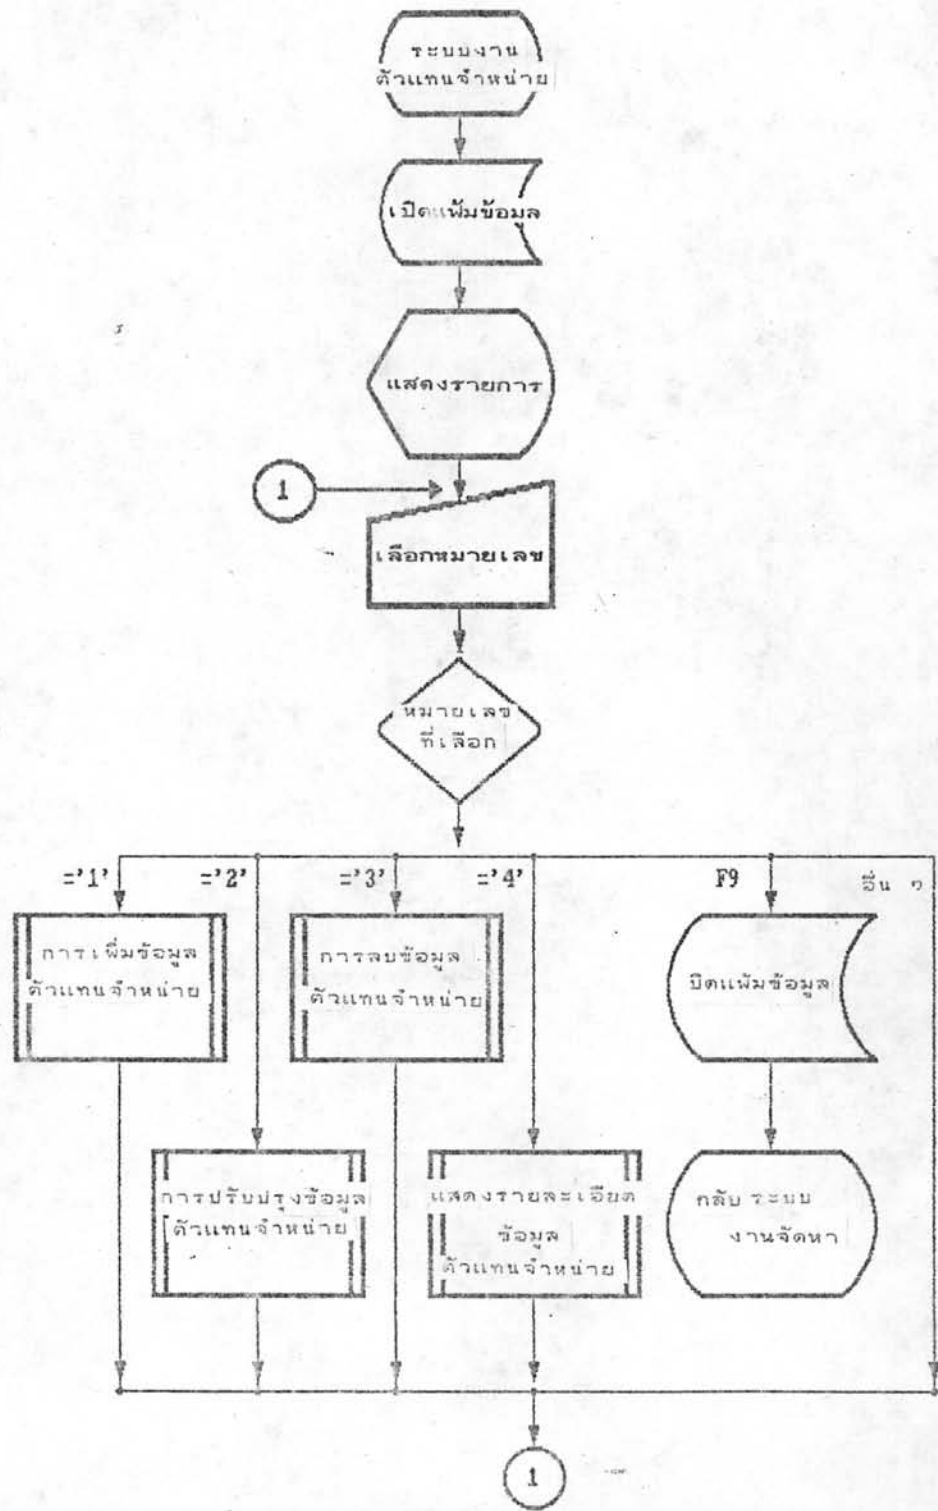 ระบบงาน
ตัวแทนจำหน่าย
เปิดแฟ้มข้อมูล
แสดงรายการ
1
เลือกหมายเลข
หมายเลข
ที่เลือก
='1'
='2'
='3'
='4'
F9
อื่น ๆ
การเพิ่มข้อมูล
ตัวแทนจำหน่าย
การลบข้อมูล
ตัวแทนจำหน่าย
ปิดแฟ้มข้อมูล
การปรับปรุงข้อมูล
ตัวแทนจำหน่าย
แสดงรายละเอียด
ข้อมูล
ตัวแทนจำหน่าย
กลับ ระบบ
งานจัดหา
1